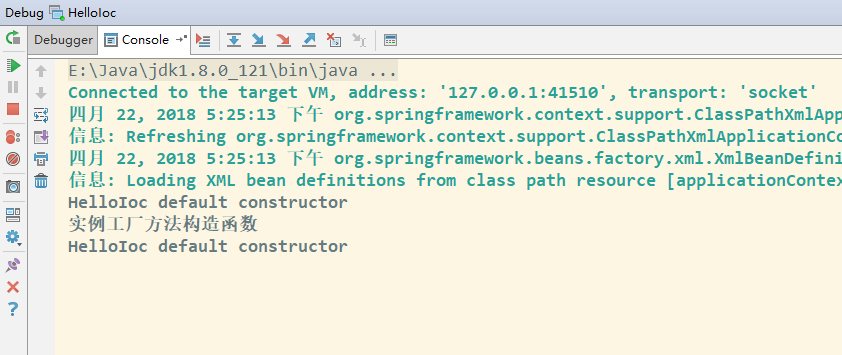 Debug HelloIoc
Debugger Console
E:\Java\jdk1.8.0_121\bin\java ...
Connected to the target VM, address: '127.0.0.1:41510', transport: 'socket'
四月 22, 2018 5:25:13 下午 org.springframework.context.support.ClassPathXmlApp
信息: Refreshing org.springframework.context.support.ClassPathXmlApplicationCo
四月 22, 2018 5:25:13 下午 org.springframework.beans.factory.xml.XmlBeanDefini
信息: Loading XML bean definitions from class path resource [applicationContex
HelloIoc default constructor
实例工厂方法构造函数
HelloIoc default constructor